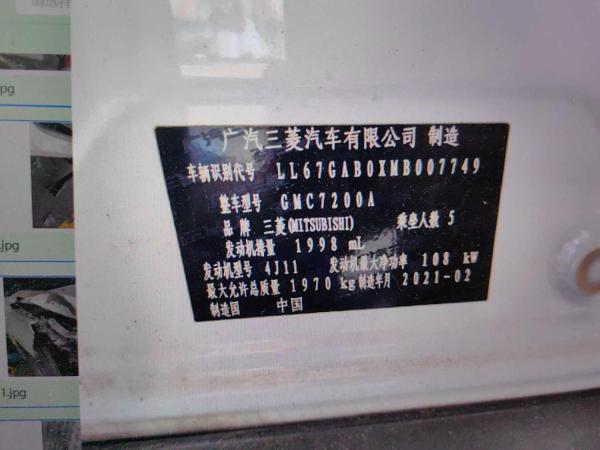 pg
.jpg
1.jpg
广汽三菱汽车有限公司 制造
车辆识别代号 LL67GAB0XMB007749
整车型号 GMC7200A
品牌 三菱(MITSUBISHI) 乘坐人数 5
发动机排量 1998 mL
发动机型号 4J11 发动机最大净功率 108 kW
最大允许总质量 1970 kg 制造年月 2021-02
制造国 中国